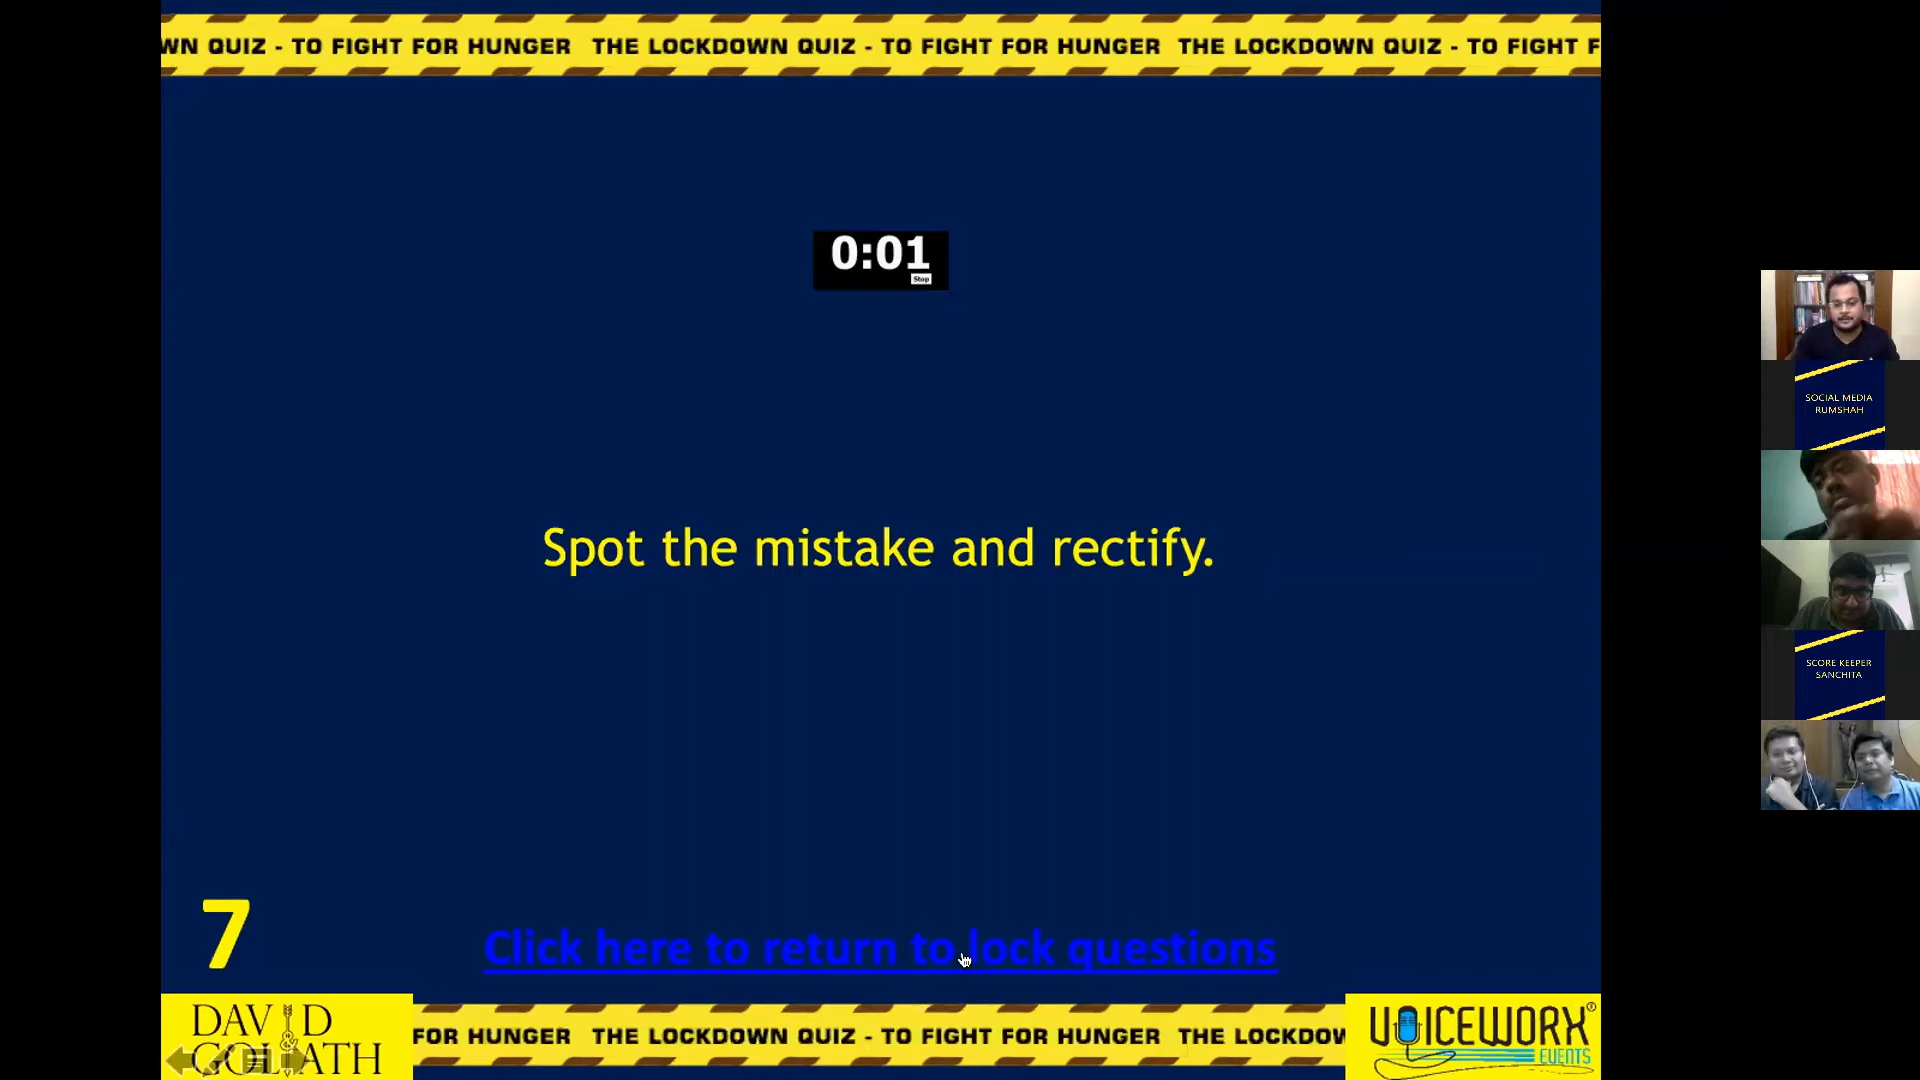 WN QUIZ - TO FIGHT FOR HUNGER THE LOCKDOWN QUIZ - TO FIGHT FOR HUNGER THE LOCKDOWN QUIZ - TO FIGHT F
0:01
Stop
Spot the mistake and rectify.
7
Click here to return to lock questions
DAVID
&
GOLIATH
FOR HUNGER THE LOCKDOWN QUIZ - TO FIGHT FOR HUNGER THE LOCKDOW
VOICEWORX®
EVENTS
SOCIAL MEDIA
RUMSHAH
SCORE KEEPER
SANCHITA